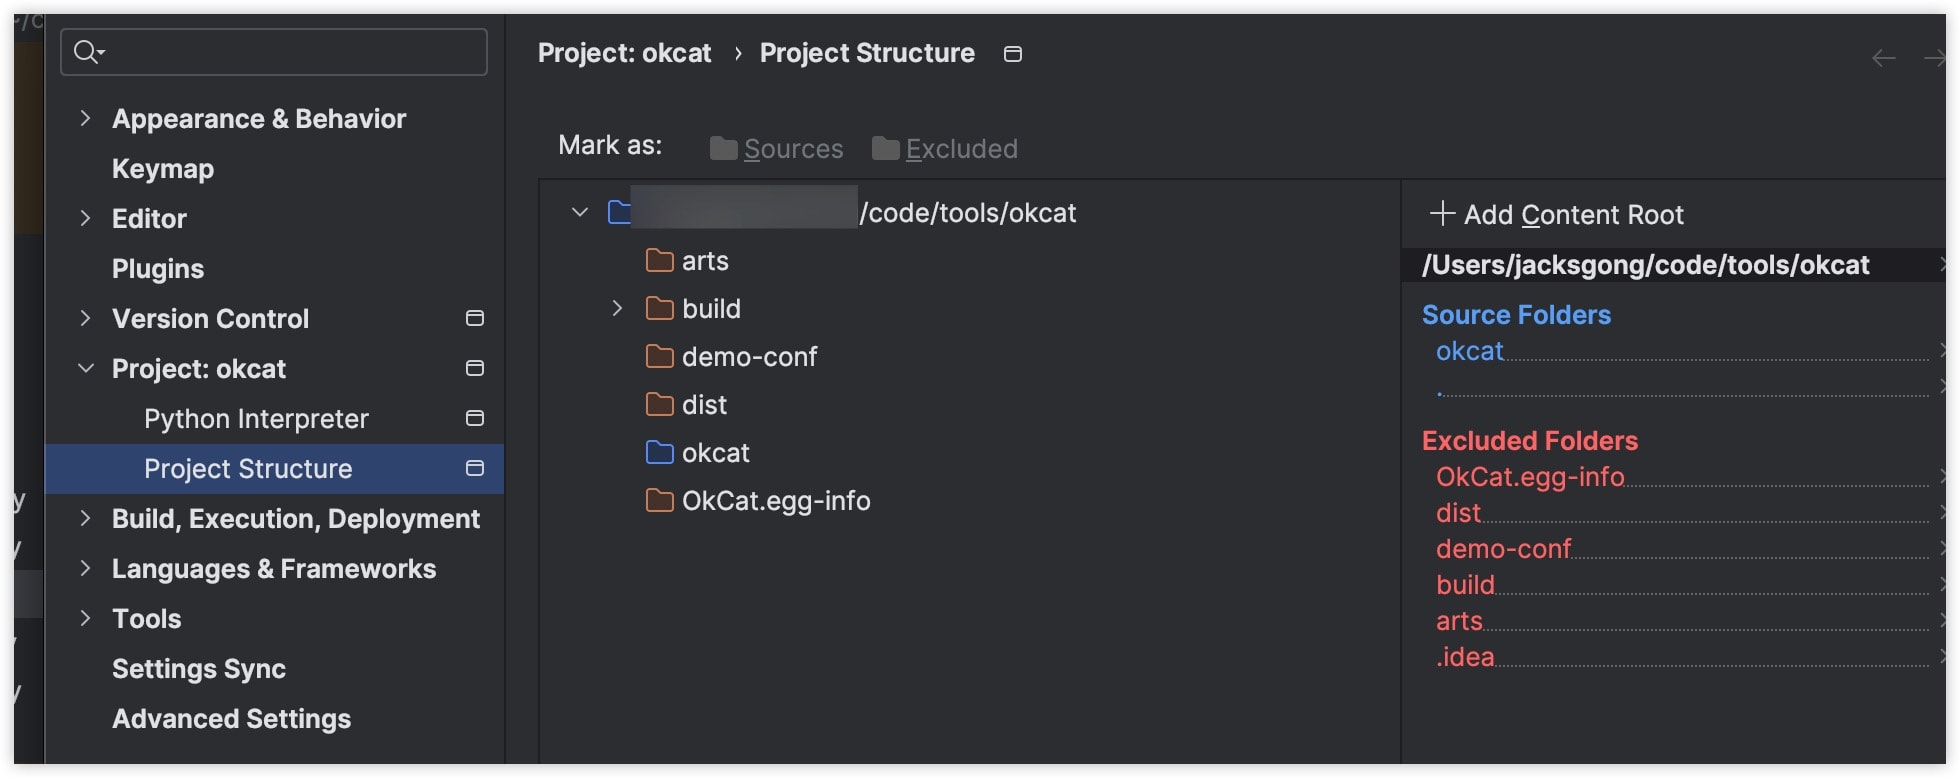 Appearance & Behavior
Keymap
Editor
Plugins
Version Control
Project: okcat
Python Interpreter
Project Structure
Build, Execution, Deployment
Languages & Frameworks
Tools
Settings Sync
Advanced Settings
Project: okcat › Project Structure
Mark as: Sources Excluded
/code/tools/okcat
arts
build
demo-conf
dist
okcat
OkCat.egg-info
Add Content Root
/Users/jacksgong/code/tools/okcat
Source Folders
okcat
.
Excluded Folders
OkCat.egg-info
dist
demo-conf
build
arts
.idea